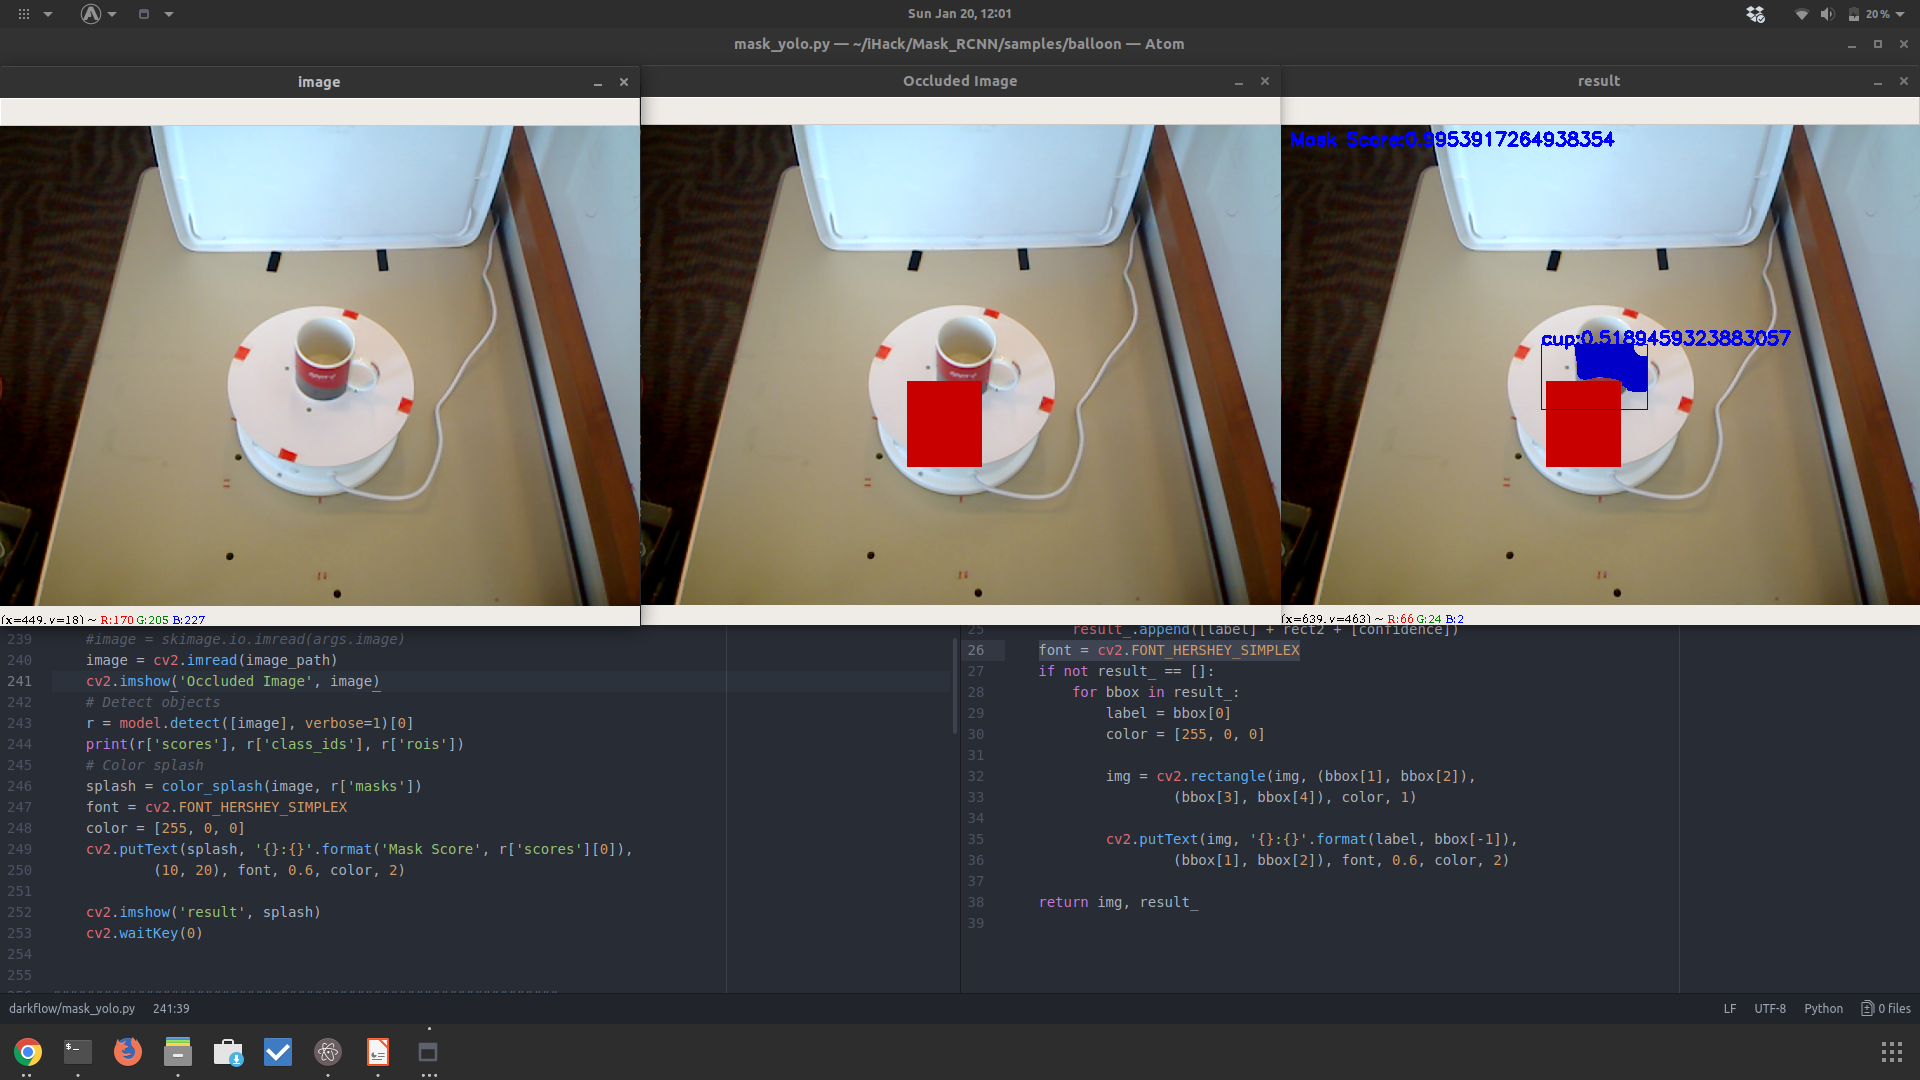 Sun Jan 20, 12:01
20 %
mask_yolo.py — ~/iHack/Mask_RCNN/samples/balloon — Atom
image
Occluded Image
result
Mask Score:0.9953917264938354
cup:0.5189459323883057
(x=449, y=18) ~ R:170 G:205 B:227
(x=639, y=463) ~ R:66 G:24 B:2
239 #image = skimage.io.imread(args.image)
240 image = cv2.imread(image_path)
241 cv2.imshow('Occluded Image', image)
242 # Detect objects
243 r = model.detect([image], verbose=1)[0]
244 print(r['scores'], r['class_ids'], r['rois'])
245 # Color splash
246 splash = color_splash(image, r['masks'])
247 font = cv2.FONT_HERSHEY_SIMPLEX
248 color = [255, 0, 0]
249 cv2.putText(splash, '{}:{}'.format('Mask Score', r['scores'][0]),
250 (10, 20), font, 0.6, color, 2)
251
252 cv2.imshow('result', splash)
253 cv2.waitKey(0)
254
255
25 result_.append([label] + rect2 + [confidence])
26 font = cv2.FONT_HERSHEY_SIMPLEX
27 if not result_ == []:
28 for bbox in result_:
29 label = bbox[0]
30 color = [255, 0, 0]
31
32 img = cv2.rectangle(img, (bbox[1], bbox[2]),
33 (bbox[3], bbox[4]), color, 1)
34
35 cv2.putText(img, '{}:{}'.format(label, bbox[-1]),
36 (bbox[1], bbox[2]), font, 0.6, color, 2)
37
38 return img, result_
39
darkflow/mask_yolo.py 241:39
LF UTF-8 Python 0 files